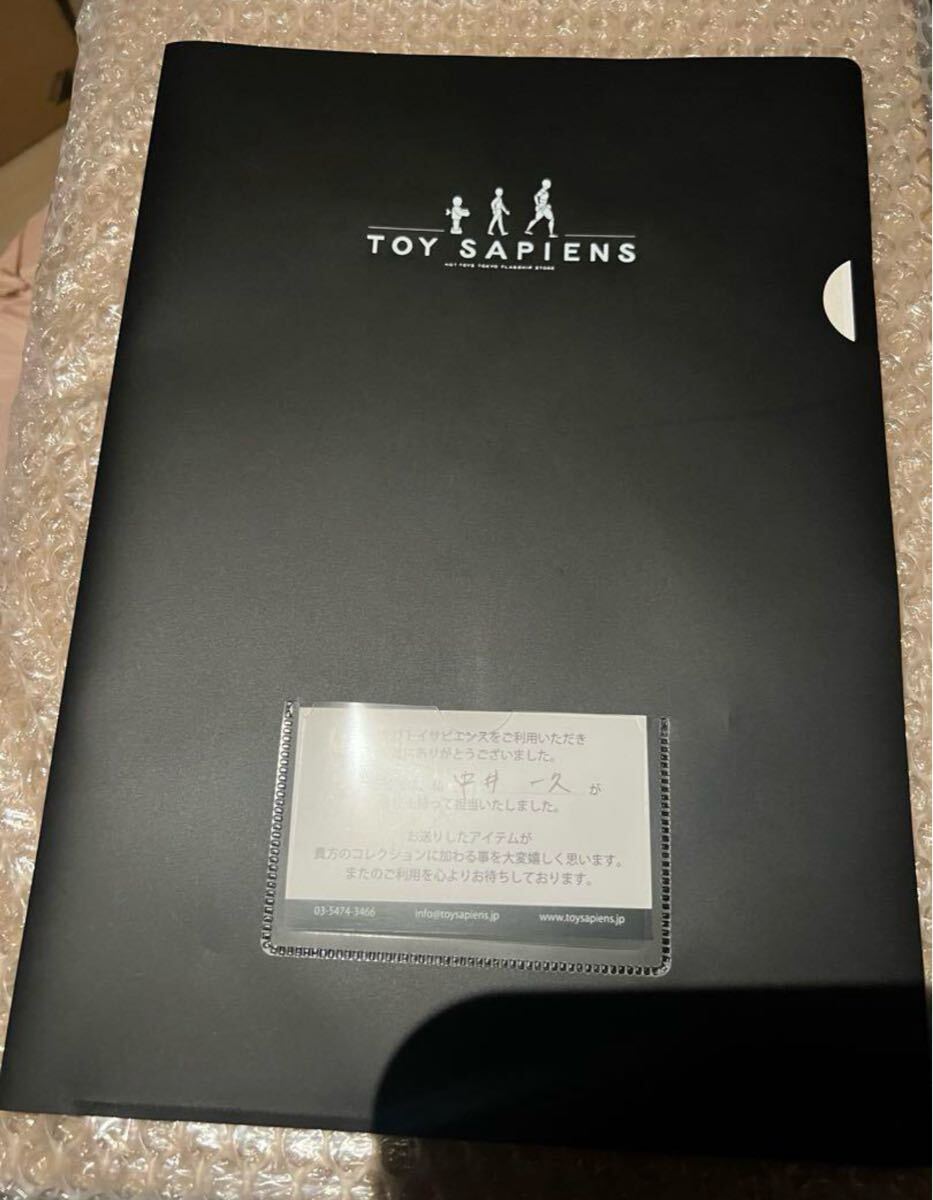 TOY SAPIENS
HOT TOYS TOKYO FLAGSHIP STORE
トイサピエンスをご利用いただき
にありがとうございました。
中井 一久 が
持って担当いたしました。
お送りしたアイテムが
貴方のコレクションに加わる事を大変嬉しく思います。
またのご利用を心よりお待ちしております。
03-5474-3466 info@toysapiens.jp www.toysapiens.jp